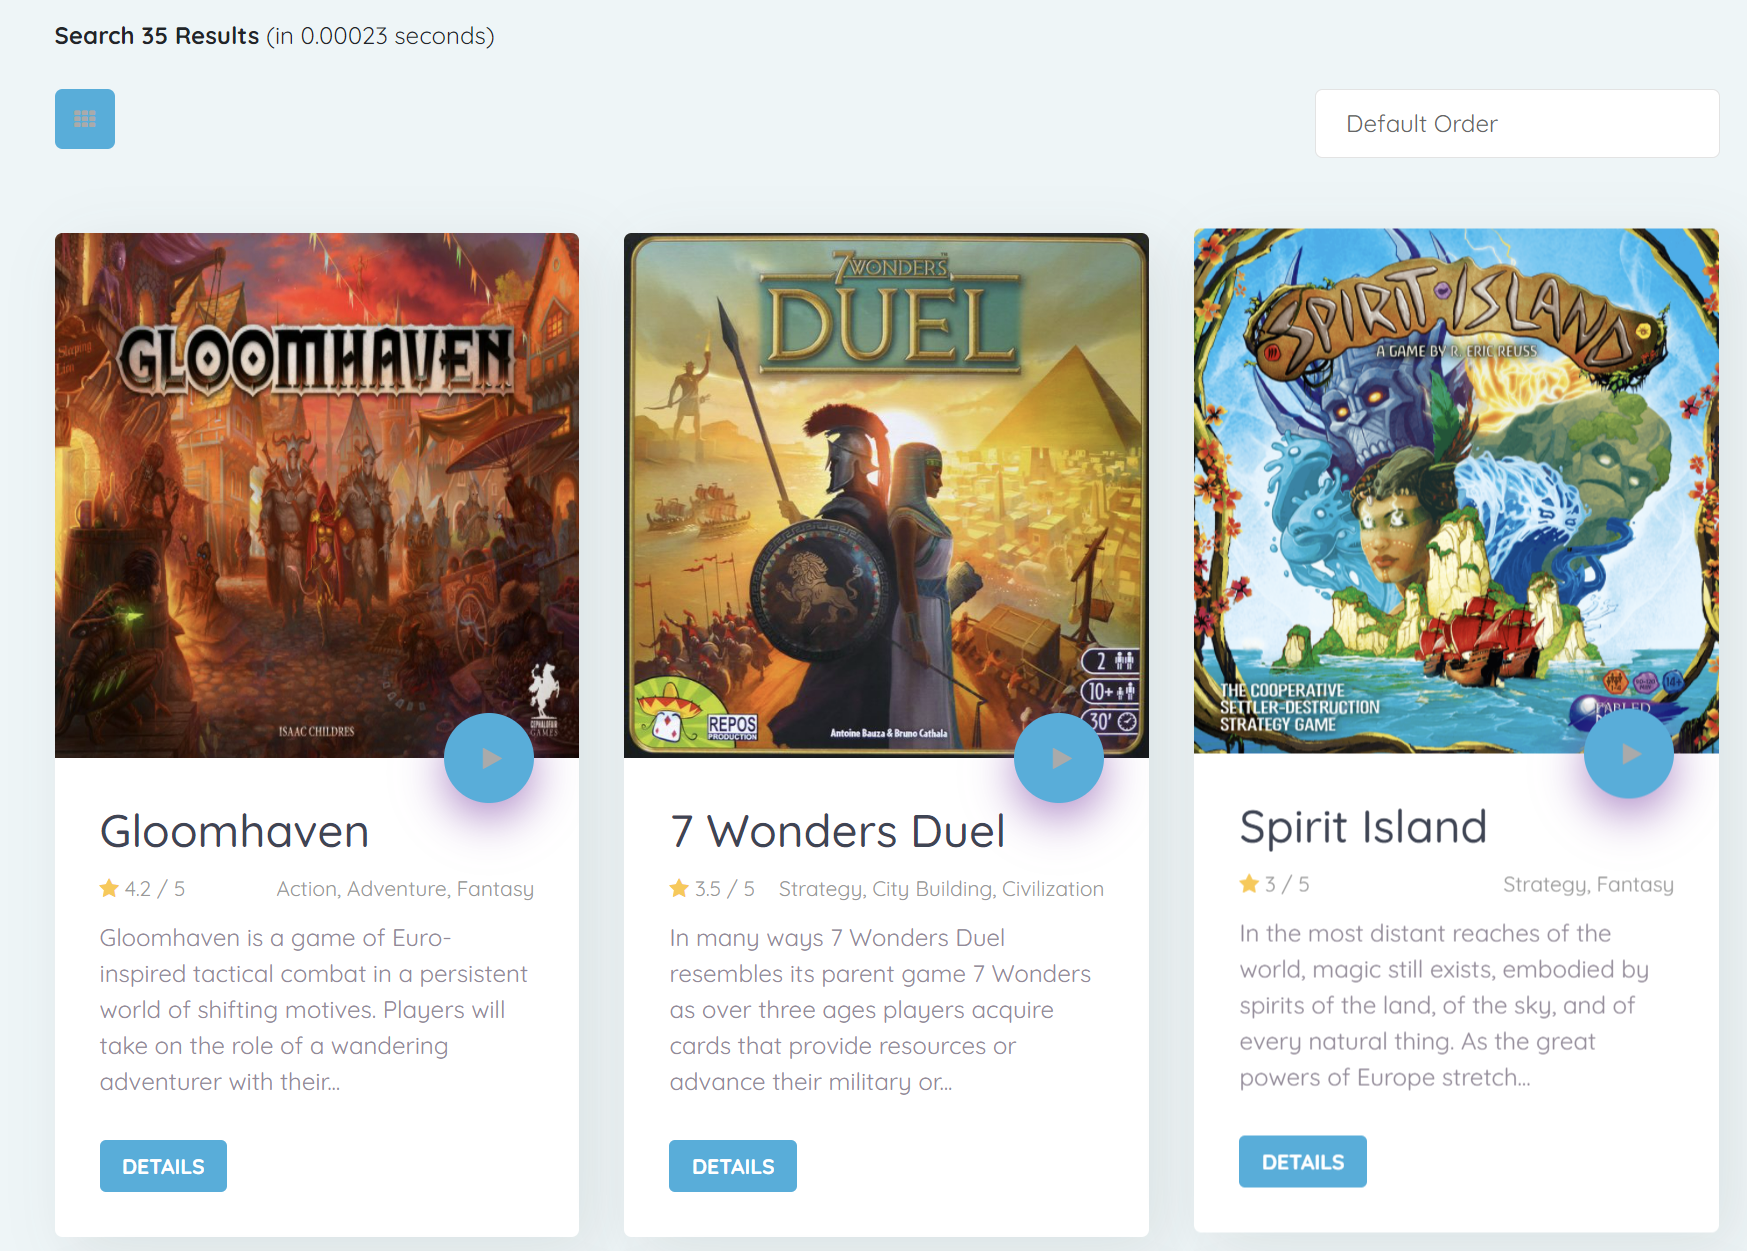 Search 35 Results (in 0.00023 seconds)
Default Order
GLOOMHAVEN
ISAAC CHILDRES
CEPHALOFAIR
GAMES
Gloomhaven
4.2 / 5 Action, Adventure, Fantasy
Gloomhaven is a game of Euro-
inspired tactical combat in a persistent
world of shifting motives. Players will
take on the role of a wandering
adventurer with their...
DETAILS
7 WONDERS
DUEL
2
10+
30'
REPOS
PRODUCTION
Antoine Bauza & Bruno Cathala
7 Wonders Duel
3.5 / 5 Strategy, City Building, Civilization
In many ways 7 Wonders Duel
resembles its parent game 7 Wonders
as over three ages players acquire
cards that provide resources or
advance their military or...
DETAILS
SPIRIT ISLAND
A GAME BY R. ERIC REUSS
THE COOPERATIVE
SETTLER-DESTRUCTION
STRATEGY GAME
14+
FABLED
Spirit Island
3 / 5 Strategy, Fantasy
In the most distant reaches of the
world, magic still exists, embodied by
spirits of the land, of the sky, and of
every natural thing. As the great
powers of Europe stretch...
DETAILS